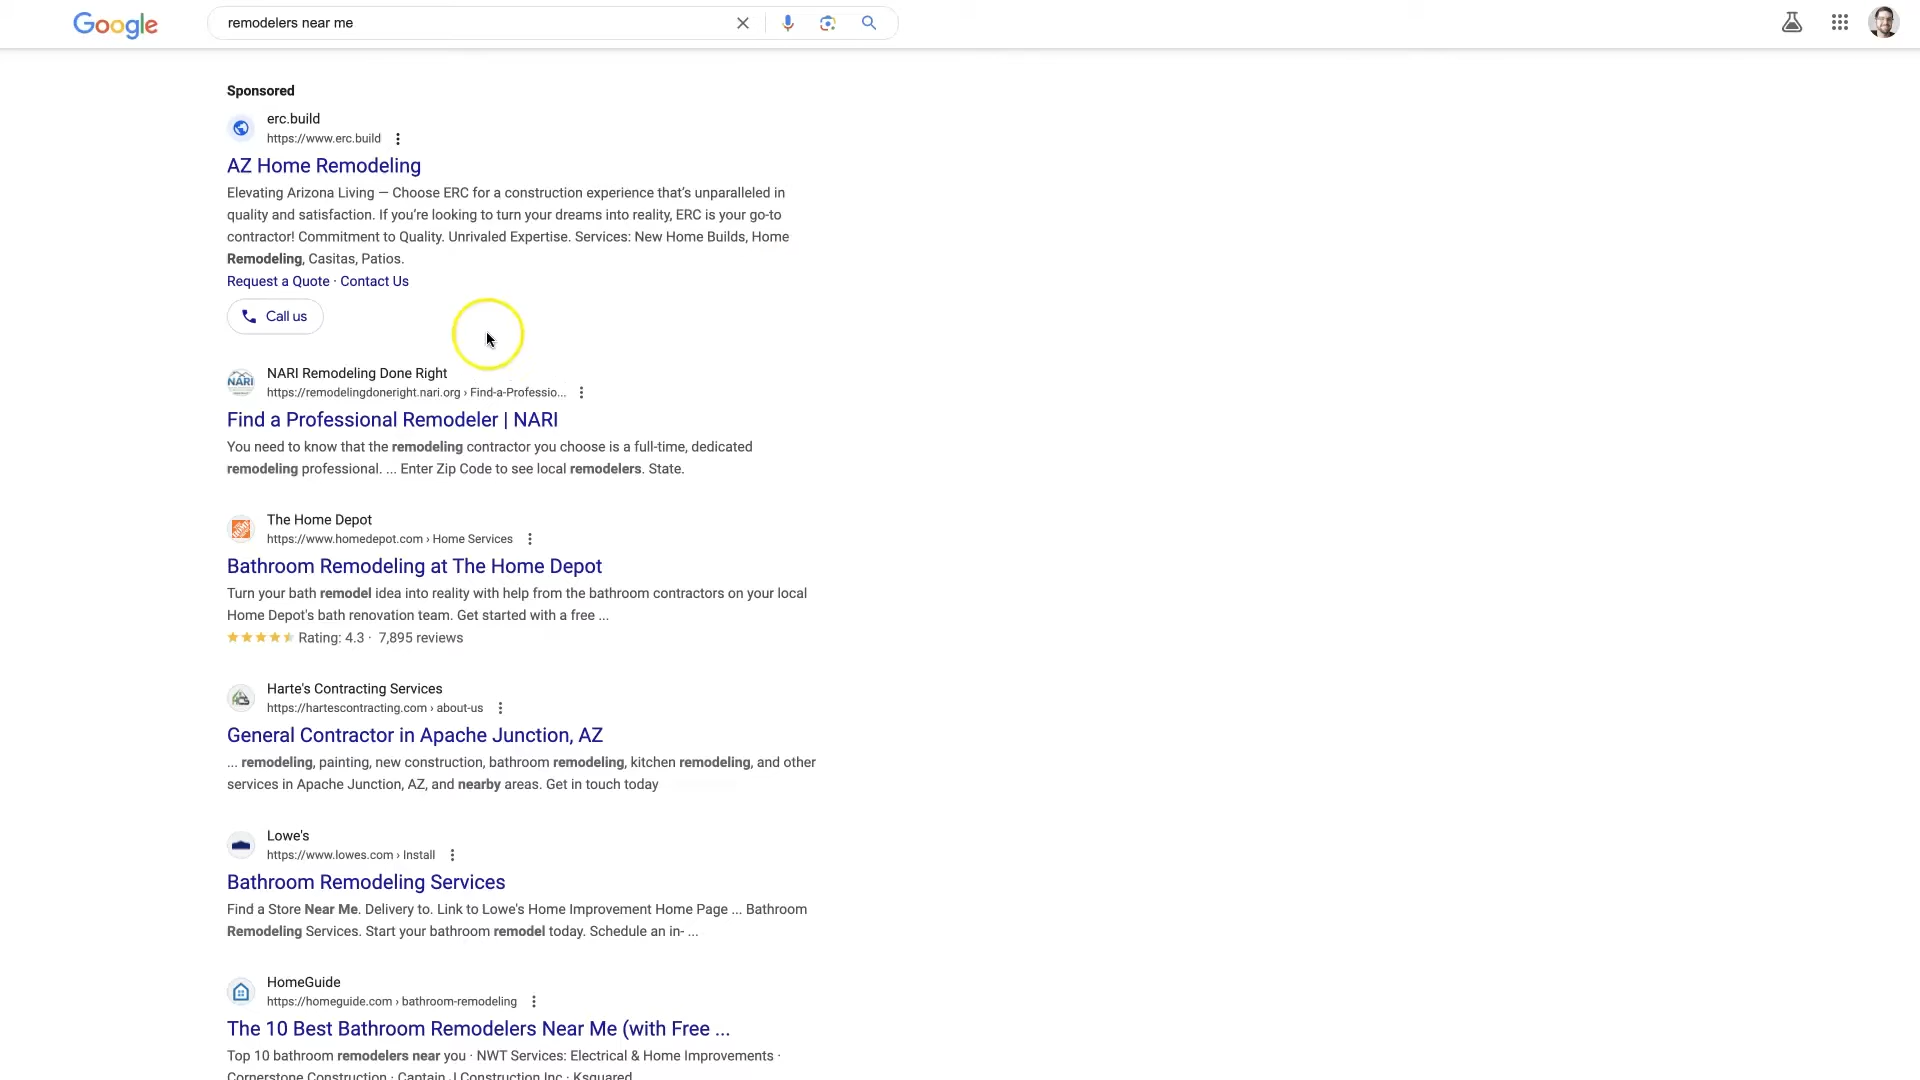 Google
remodelers near me
Sponsored
erc.build
https://www.erc.build
AZ Home Remodeling
Elevating Arizona Living — Choose ERC for a construction experience that's unparalleled in
quality and satisfaction. If you're looking to turn your dreams into reality, ERC is your go-to
contractor! Commitment to Quality. Unrivaled Expertise. Services: New Home Builds, Home
Remodeling, Casitas, Patios.
Request a Quote · Contact Us
Call us
NARI
NARI Remodeling Done Right
https://remodelingdoneright.nari.org › Find-a-Professio...
Find a Professional Remodeler | NARI
You need to know that the remodeling contractor you choose is a full-time, dedicated
remodeling professional. ... Enter Zip Code to see local remodelers. State.
The Home Depot
https://www.homedepot.com › Home Services
Bathroom Remodeling at The Home Depot
Turn your bath remodel idea into reality with help from the bathroom contractors on your local
Home Depot's bath renovation team. Get started with a free ...
Rating: 4.3 · 7,895 reviews
Harte's Contracting Services
https://hartescontracting.com › about-us
General Contractor in Apache Junction, AZ
... remodeling, painting, new construction, bathroom remodeling, kitchen remodeling, and other
services in Apache Junction, AZ, and nearby areas. Get in touch today
Lowe's
https://www.lowes.com › Install
Bathroom Remodeling Services
Find a Store Near Me. Delivery to. Link to Lowe's Home Improvement Home Page ... Bathroom
Remodeling Services. Start your bathroom remodel today. Schedule an in- ...
HomeGuide
https://homeguide.com › bathroom-remodeling
The 10 Best Bathroom Remodelers Near Me (with Free ...
Top 10 bathroom remodelers near you · NWT Services: Electrical & Home Improvements ·
Cornerstone Construction · Captain J Construction Inc · Ksquared